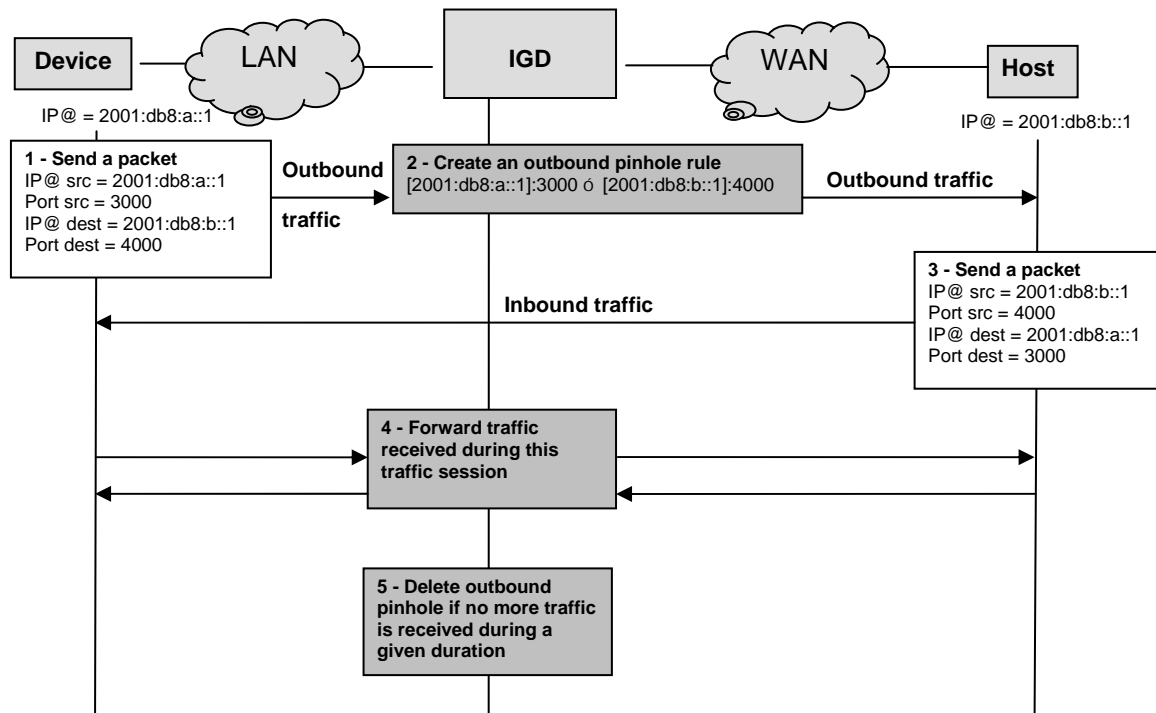 Device
LAN
IGD
WAN
Host
IP@ = 2001:db8:a::1
IP@ = 2001:db8:b::1
1 - Send a packet
IP@ src = 2001:db8:a::1
Port src = 3000
IP@ dest = 2001:db8:b::1
Port dest = 4000
Outbound
traffic
2 - Create an outbound pinhole rule
[2001:db8:a::1]:3000 ó [2001:db8:b::1]:4000
Outbound traffic
3 - Send a packet
IP@ src = 2001:db8:b::1
Port src = 4000
IP@ dest = 2001:db8:a::1
Port dest = 3000
Inbound traffic
4 - Forward traffic
received during this
traffic session
5 - Delete outbound
pinhole if no more traffic
is received during a
given duration